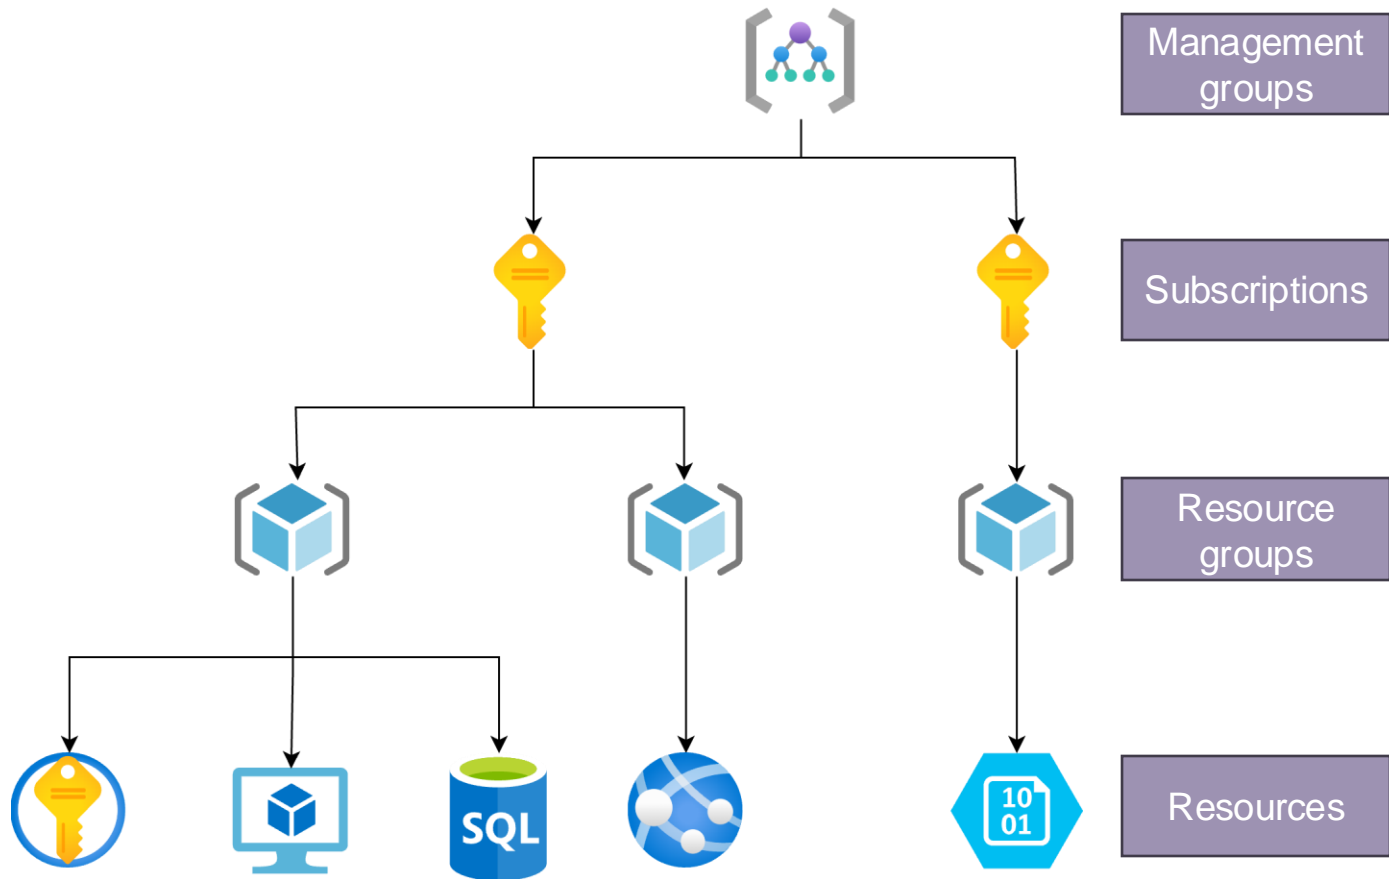 Management
groups
Subscriptions
Resource
groups
SQL
10
01
Resources